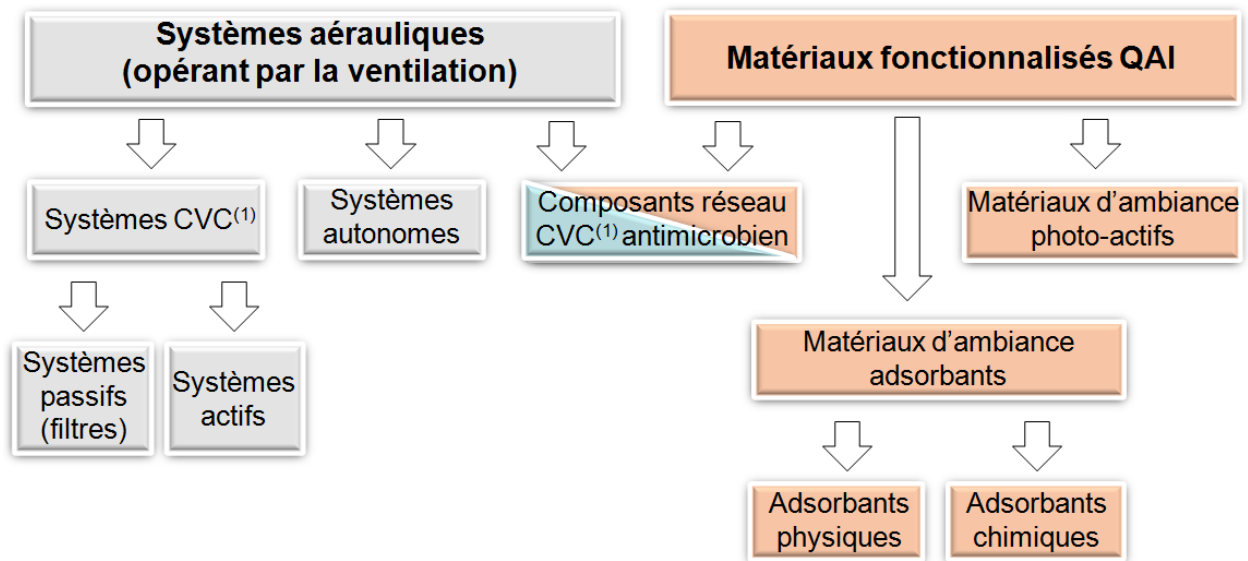 Systèmes aérauliques
(opérant par la ventilation)
Matériaux fonctionnalisés QAI
Systèmes CVC⁽¹⁾
Systèmes
autonomes
Composants réseau
CVC⁽¹⁾ antimicrobien
Matériaux d’ambiance
photo-actifs
Systèmes
passifs
(filtres)
Systèmes
actifs
Matériaux d’ambiance
adsorbants
Adsorbants
physiques
Adsorbants
chimiques